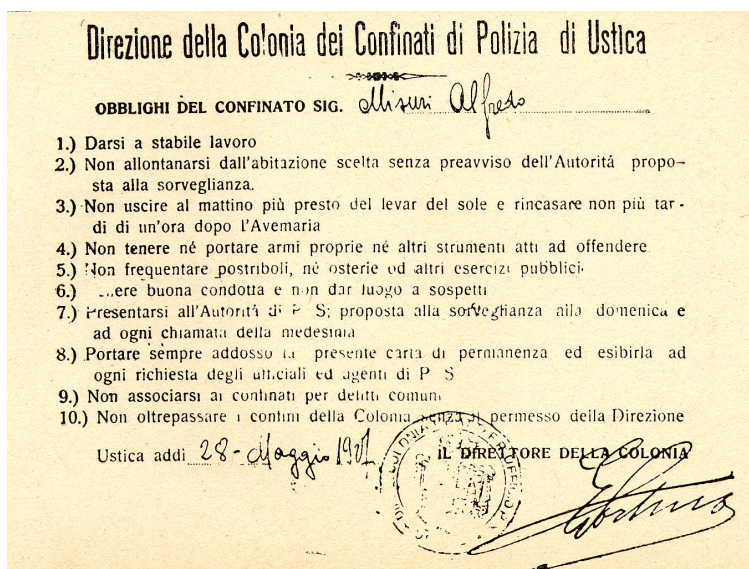 Direzione della Colonia dei Confinati di Polizia di Ustica
OBBLIGHI DEL CONFINATO SIG. Misuri Alfredo
1.) Darsi a stabile lavoro
2.) Non allontanarsi dall'abitazione scelta senza preavviso dell'Autoritá propo-
sta alla sorveglianza.
3.) Non uscire al mattino più presto del levar del sole e rincasare non più tar-
di di un'ora dopo l'Avemaria
4.) Non tenere né portare armi proprie né altri strumenti atti ad offendere
5.) Non frequentare postriboli, né osterie ed altri esercizi pubblici.
6.) buona condotta e non dar luogo a sospetti
7.) Presentarsi all'Autoritá di P S; proposta alla sorveglianza alla domenica e
ad ogni chiamata della medesima
8.) Portare sempre addosso la presente carta di permanenza ed esibirla ad
ogni richiesta degli ufficiali ed agenti di P S
9.) Non associarsi ai confinati per delitti comuni
10.) Non oltrepassare i confini della Colonia senza il permesso della Direzione
Ustica addi 28 - Maggio 1927
IL DIRETTORE DELLA COLONIA